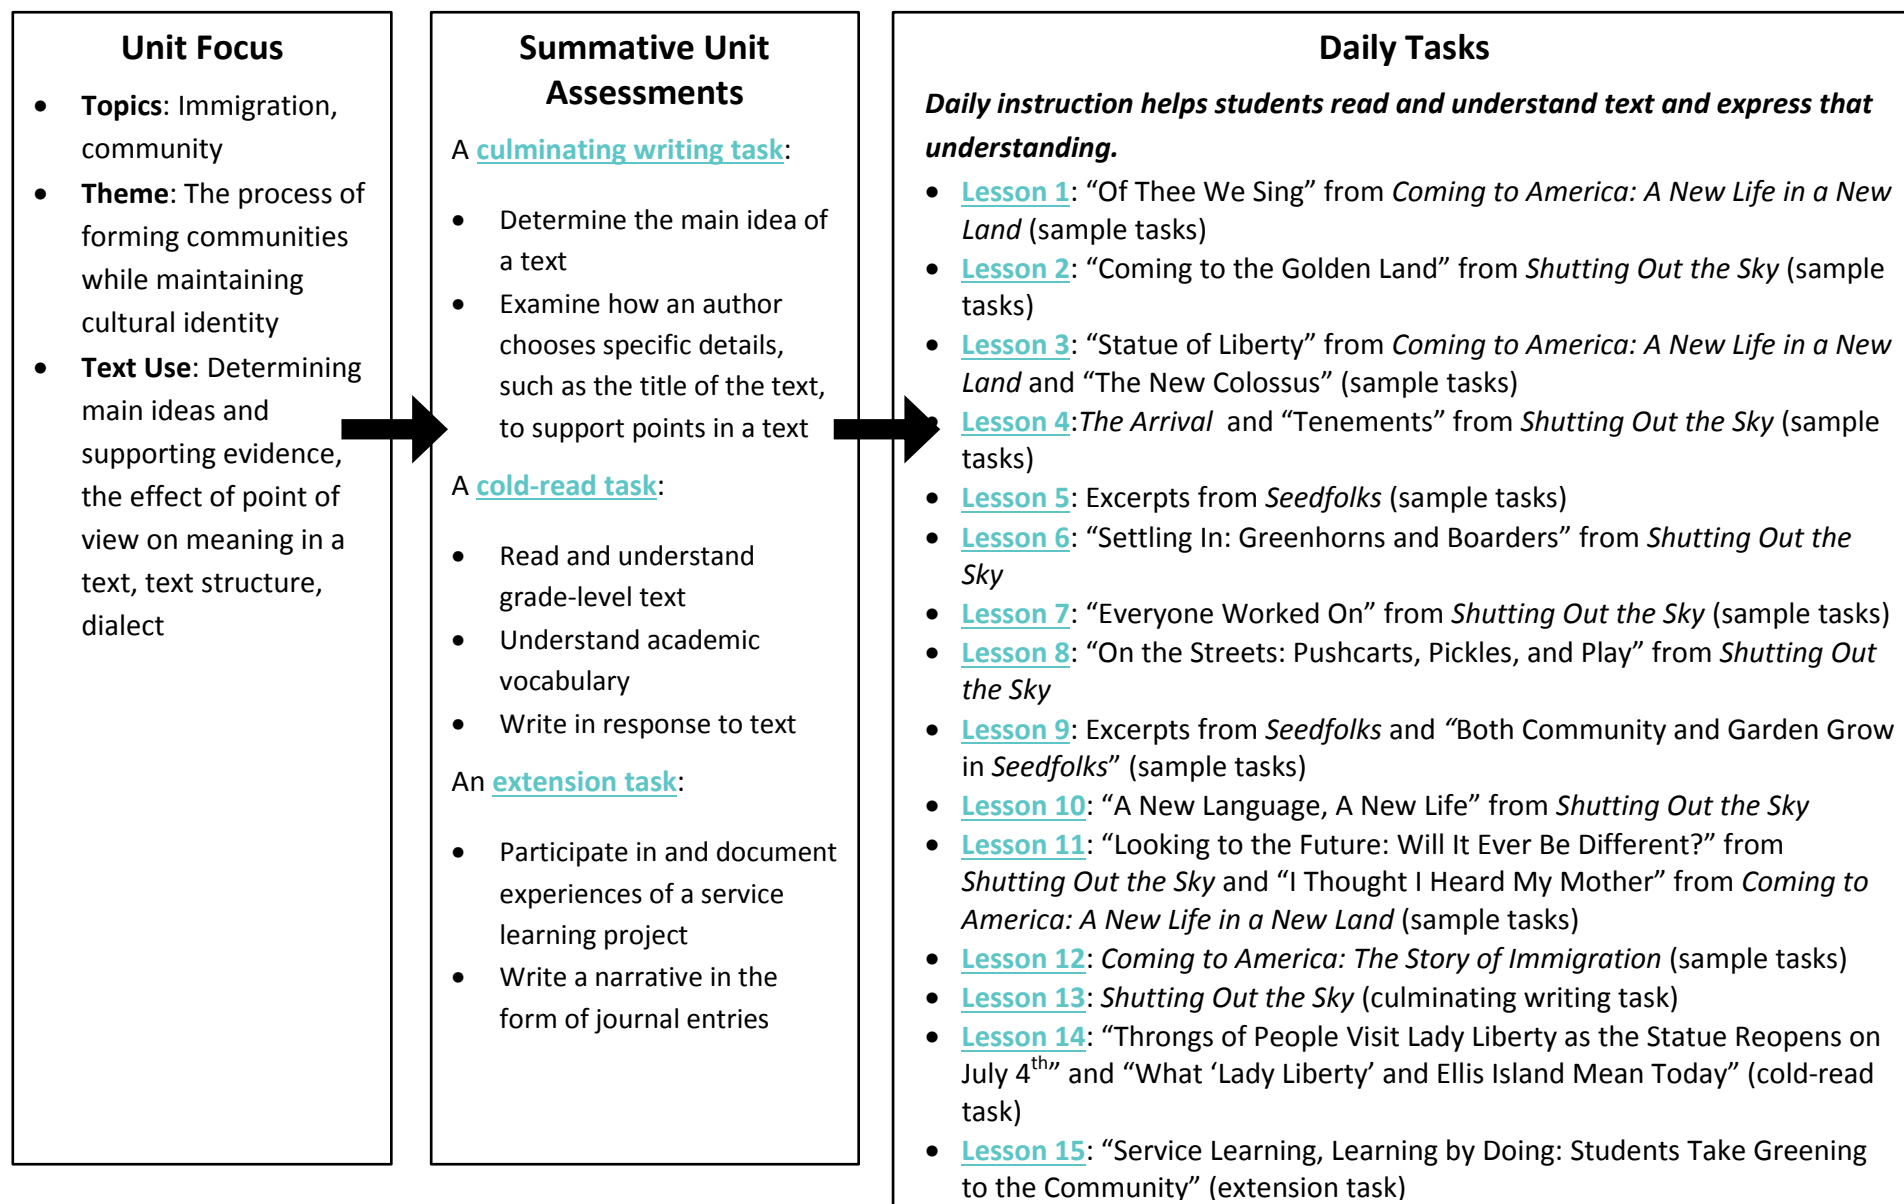 Unit Focus
• Topics: Immigration,
community
• Theme: The process of
forming communities
while maintaining
cultural identity
• Text Use: Determining
main ideas and
supporting evidence,
the effect of point of
view on meaning in a
text, text structure,
dialect
Summative Unit
Assessments
A culminating writing task:
• Determine the main idea of
a text
• Examine how an author
chooses specific details,
such as the title of the text,
to support points in a text
A cold-read task:
• Read and understand
grade-level text
• Understand academic
vocabulary
• Write in response to text
An extension task:
• Participate in and document
experiences of a service
learning project
• Write a narrative in the
form of journal entries
Daily Tasks
Daily instruction helps students read and understand text and express that
understanding.
• Lesson 1: “Of Thee We Sing” from Coming to America: A New Life in a New
Land (sample tasks)
• Lesson 2: “Coming to the Golden Land” from Shutting Out the Sky (sample
tasks)
• Lesson 3: “Statue of Liberty” from Coming to America: A New Life in a New
Land and “The New Colossus” (sample tasks)
• Lesson 4:The Arrival and “Tenements” from Shutting Out the Sky (sample
tasks)
• Lesson 5: Excerpts from Seedfolks (sample tasks)
• Lesson 6: “Settling In: Greenhorns and Boarders” from Shutting Out the
Sky
• Lesson 7: “Everyone Worked On” from Shutting Out the Sky (sample tasks)
• Lesson 8: “On the Streets: Pushcarts, Pickles, and Play” from Shutting Out
the Sky
• Lesson 9: Excerpts from Seedfolks and “Both Community and Garden Grow
in Seedfolks” (sample tasks)
• Lesson 10: “A New Language, A New Life” from Shutting Out the Sky
• Lesson 11: “Looking to the Future: Will It Ever Be Different?” from
Shutting Out the Sky and “I Thought I Heard My Mother” from Coming to
America: A New Life in a New Land (sample tasks)
• Lesson 12: Coming to America: The Story of Immigration (sample tasks)
• Lesson 13: Shutting Out the Sky (culminating writing task)
• Lesson 14: “Throngs of People Visit Lady Liberty as the Statue Reopens on
July 4th” and “What ‘Lady Liberty’ and Ellis Island Mean Today” (cold-read
task)
• Lesson 15: “Service Learning, Learning by Doing: Students Take Greening
to the Community” (extension task)